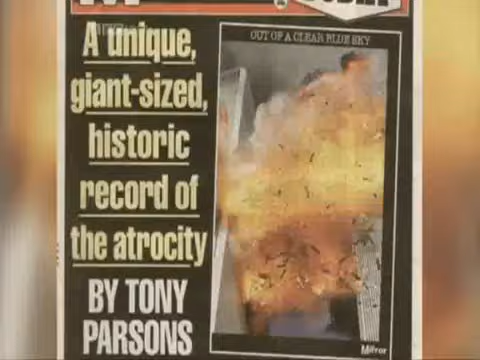 OUT OF A CLEAR BLUE SKY
A unique,
giant-sized,
historic
record of
the atrocity
BY TONY
PARSONS
Mirror